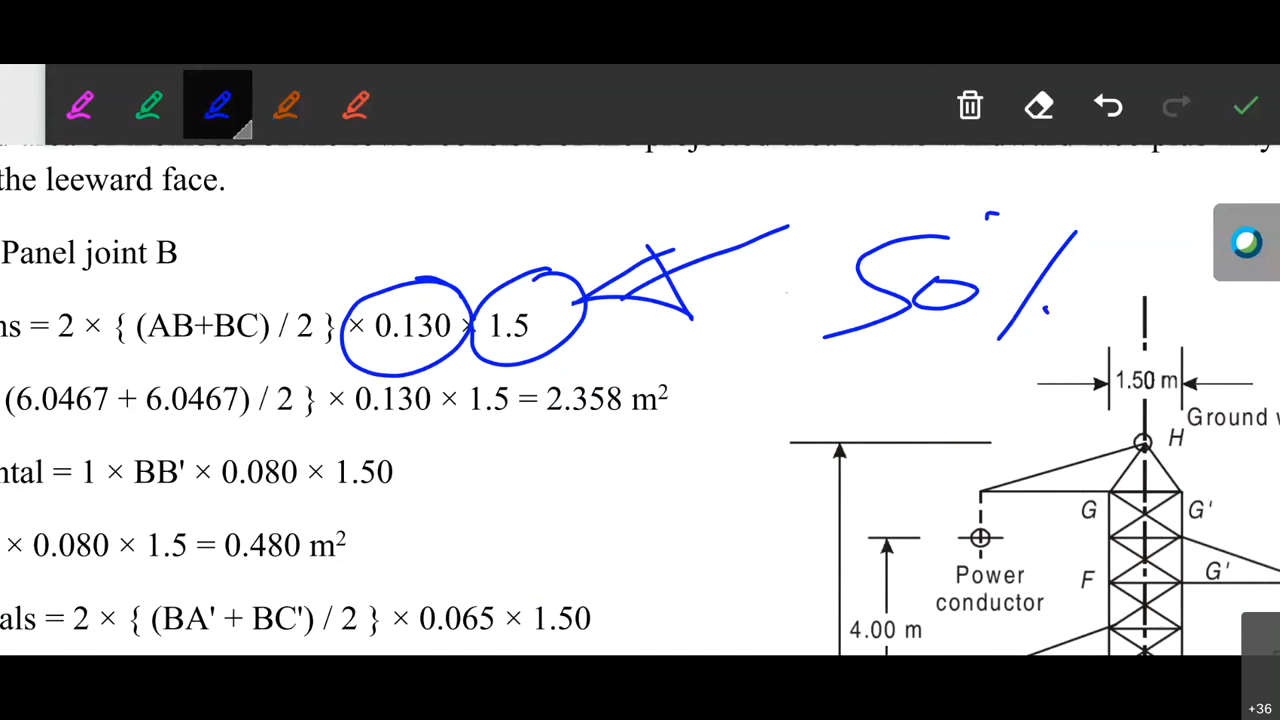 the leeward face.
Panel joint B
50%
ns = 2 × { (AB+BC) / 2 } × 0.130 × 1.5
(6.0467 + 6.0467) / 2 } × 0.130 × 1.5 = 2.358 m²
ntal = 1 × BB' × 0.080 × 1.50
× 0.080 × 1.5 = 0.480 m²
als = 2 × { (BA' + BC') / 2 } × 0.065 × 1.50
1.50 m
Ground
H
G
G'
Power
conductor
F
G'
4.00 m
+36